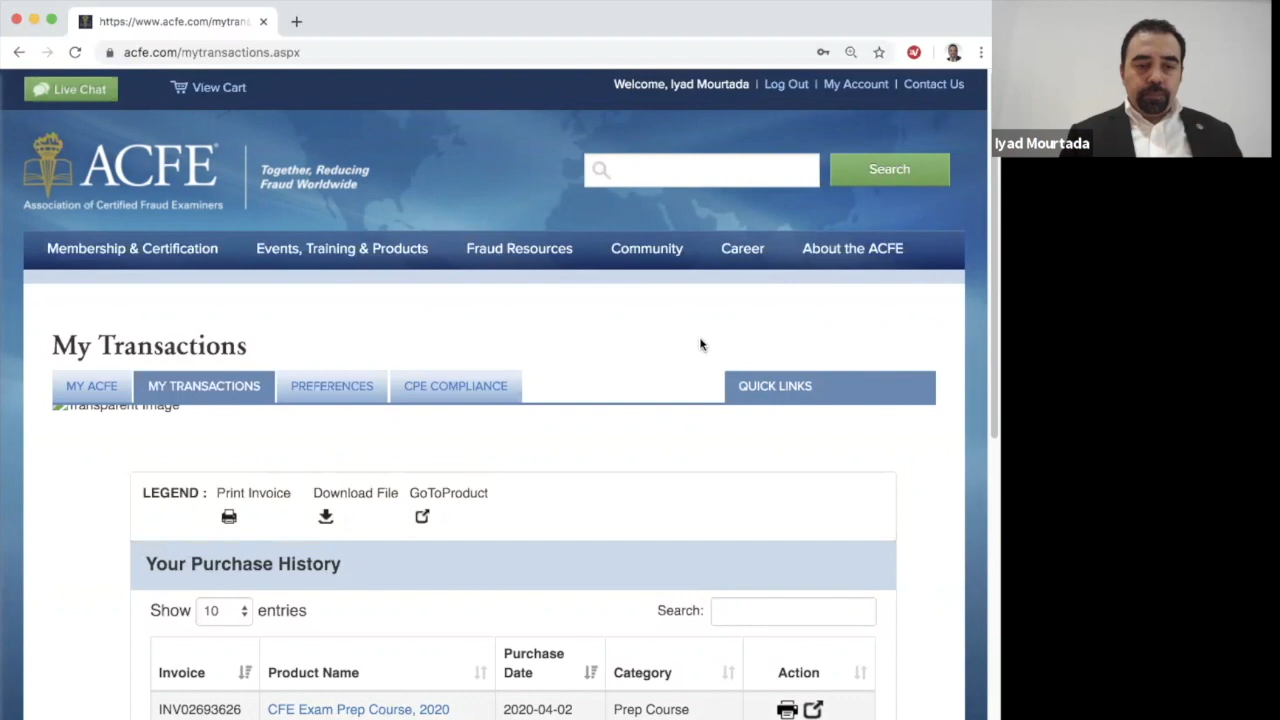 https://www.acfe.com/mytrans
acfe.com/mytransactions.aspx
Live Chat
View Cart
Welcome, Iyad Mourtada | Log Out | My Account | Contact Us
Iyad Mourtada
ACFE
Together, Reducing
Fraud Worldwide
Association of Certified Fraud Examiners
Search
Membership & Certification Events, Training & Products Fraud Resources Community Career About the ACFE
My Transactions
MY ACFE MY TRANSACTIONS PREFERENCES CPE COMPLIANCE QUICK LINKS
Transparent Image
LEGEND : Print Invoice Download File GoToProduct
Your Purchase History
Show 10 entries Search:
Invoice Product Name Purchase Date Category Action
INV02693626 CFE Exam Prep Course, 2020 2020-04-02 Prep Course